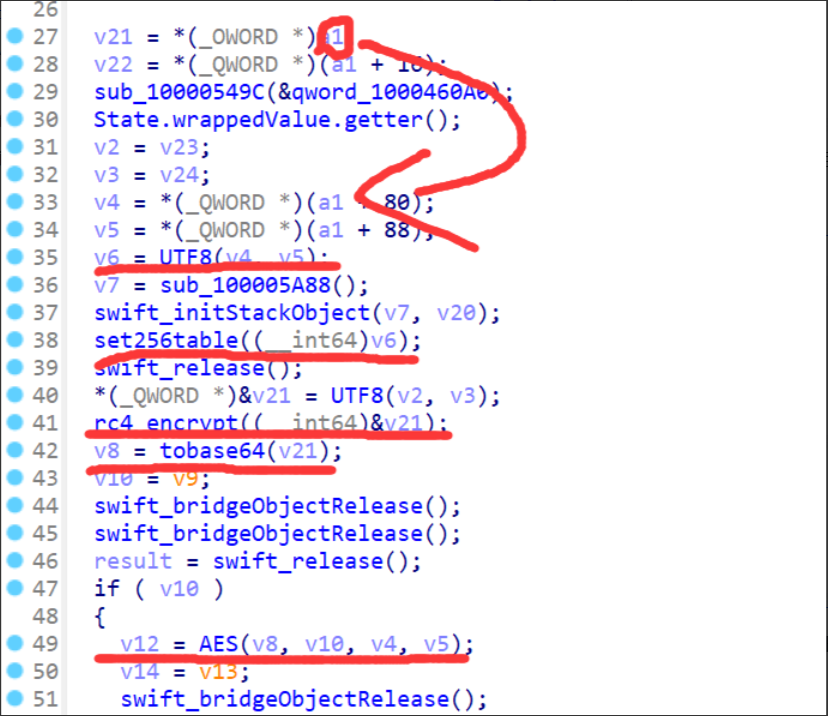 26
27 v21 = *(_OWORD *)a1
28 v22 = *(_QWORD *)(a1 + 16);
29 sub_10000549C(&qword_1000460A0);
30 State.wrappedValue.getter();
31 v2 = v23;
32 v3 = v24;
33 v4 = *(_QWORD *)(a1 + 80);
34 v5 = *(_QWORD *)(a1 + 88);
35 v6 = UTF8(v4, v5);
36 v7 = sub_100005A88();
37 swift_initStackObject(v7, v20);
38 set256table((__int64)v6);
39 swift_release();
40 *(_QWORD *)&v21 = UTF8(v2, v3);
41 rc4_encrypt((__int64)&v21);
42 v8 = tobase64(v21);
43 v10 = v9;
44 swift_bridgeObjectRelease();
45 swift_bridgeObjectRelease();
46 result = swift_release();
47 if ( v10 )
48 {
49 v12 = AES(v8, v10, v4, v5);
50 v14 = v13;
51 swift_bridgeObjectRelease();